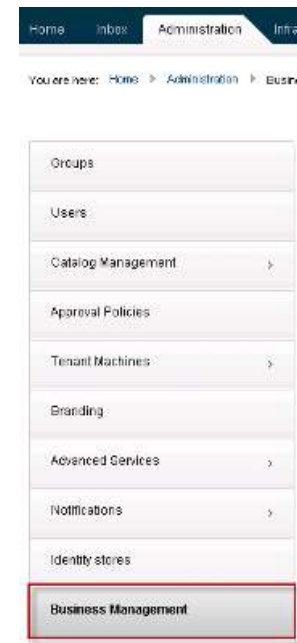 Home Inbox Administration Infra
You are here: Home Administration Busin
Groups
Users
Catalog Management
Approval Policies
Tenant Machines
Branding
Advanced Services
Notifications
Identity stores
Business Management